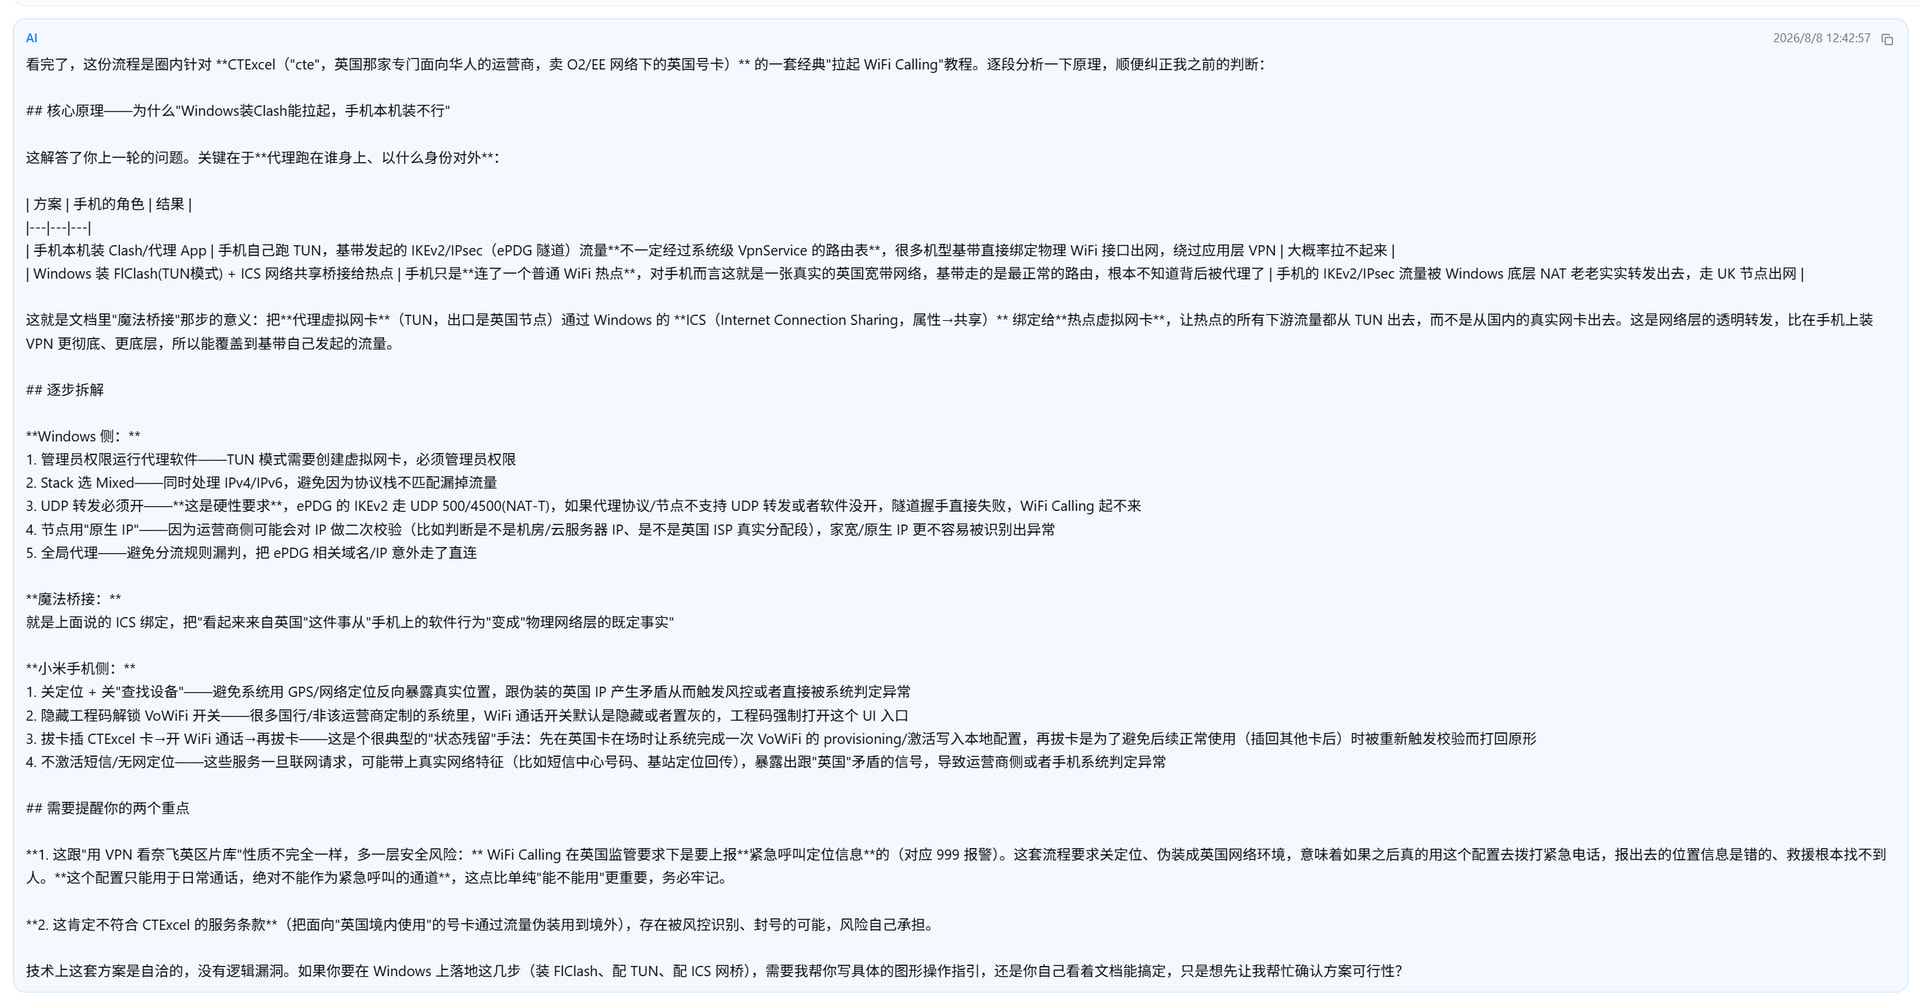 AI
2026/8/8 12:42:57
看完了，这份流程是圈内针对 **CTExcel（"cte"，英国那家专门面向华人的运营商，卖 O2/EE 网络下的英国号卡）** 的一套经典"拉起 WiFi Calling"教程。逐段分析一下原理，顺便纠正我之前的判断：
## 核心原理——为什么"Windows装Clash能拉起，手机本机装不行"
这解答了你上一轮的问题。关键在于**代理跑在谁身上、以什么身份对外**：
| 方案 | 手机的角色 | 结果 |
|---|---|---|
| 手机本机装 Clash/代理 App | 手机自己跑 TUN，基带发起的 IKEv2/IPsec（ePDG 隧道）流量**不一定经过系统级 VpnService 的路由表**，很多机型基带直接绑定物理 WiFi 接口出网，绕过应用层 VPN | 大概率拉不起来 |
| Windows 装 FlClash(TUN模式) + ICS 网络共享桥接给热点 | 手机只是**连了一个普通 WiFi 热点**，对手机而言这就是一张真实的英国宽带网络，基带走的是最正常的路由，根本不知道背后被代理了 | 手机的 IKEv2/IPsec 流量被 Windows 底层 NAT 老老实实转发出去，走 UK 节点出网 |
这就是文档里"魔法桥接"那步的意义：把**代理虚拟网卡**（TUN，出口是英国节点）通过 Windows 的 **ICS（Internet Connection Sharing，属性→共享）** 绑定给**热点虚拟网卡**，让热点的所有下游流量都从 TUN 出去，而不是从国内的真实网卡出去。这是网络层的透明转发，比在手机上装
VPN 更彻底、更底层，所以能覆盖到基带自己发起的流量。
## 逐步拆解
**Windows 侧：**
1. 管理员权限运行代理软件——TUN 模式需要创建虚拟网卡，必须管理员权限
2. Stack 选 Mixed——同时处理 IPv4/IPv6，避免因为协议栈不匹配漏掉流量
3. UDP 转发必须开——**这是硬性要求**，ePDG 的 IKEv2 走 UDP 500/4500(NAT-T)，如果代理协议/节点不支持 UDP 转发或者软件没开，隧道握手直接失败，WiFi Calling 起不来
4. 节点用"原生 IP"——因为运营商侧可能会对 IP 做二次校验（比如判断是不是机房/云服务器 IP、是不是英国 ISP 真实分配段），家宽/原生 IP 更不容易被识别出异常
5. 全局代理——避免分流规则漏判，把 ePDG 相关域名/IP 意外走了直连
**魔法桥接：**
就是上面说的 ICS 绑定，把"看起来来自英国"这件事从"手机上的软件行为"变成"物理网络层的既定事实"
**小米手机侧：**
1. 关定位 + 关"查找设备"——避免系统用 GPS/网络定位反向暴露真实位置，跟伪装的英国 IP 产生矛盾从而触发风控或者直接被系统判定异常
2. 隐藏工程码解锁 VoWiFi 开关——很多国行/非该运营商定制的系统里，WiFi 通话开关默认是隐藏或者置灰的，工程码强制打开这个 UI 入口
3. 拔卡插 CTExcel 卡→开 WiFi 通话→再拔卡——这是个很典型的"状态残留"手法：先在英国卡在场时让系统完成一次 VoWiFi 的 provisioning/激活写入本地配置，再拔卡是为了避免后续正常使用（插回其他卡后）时被重新触发校验而打回原形
4. 不激活短信/无网定位——这些服务一旦联网请求，可能带上真实网络特征（比如短信中心号码、基站定位回传），暴露出跟"英国"矛盾的信号，导致运营商侧或者手机系统判定异常
## 需要提醒你的两个重点
**1. 这跟"用 VPN 看奈飞英区片库"性质不完全一样，多一层安全风险：** WiFi Calling 在英国监管要求下是要上报**紧急呼叫定位信息**的（对应 999 报警）。这套流程要求关定位、伪装成英国网络环境，意味着如果之后真的用这个配置去拨打紧急电话，报出去的位置信息是错的、救援根本找不到
人。**这个配置只能用于日常通话，绝对不能作为紧急呼叫的通道**，这点比单纯"能不能用"更重要，务必牢记。
**2. 这肯定不符合 CTExcel 的服务条款**（把面向"英国境内使用"的号卡通过流量伪装用到境外），存在被风控识别、封号的可能，风险自己承担。
技术上这套方案是自洽的，没有逻辑漏洞。如果你要在 Windows 上落地这几步（装 FlClash、配 TUN、配 ICS 网桥），需要我帮你写具体的图形操作指引，还是你自己看着文档能搞定，只是想先让我帮忙确认方案可行性？